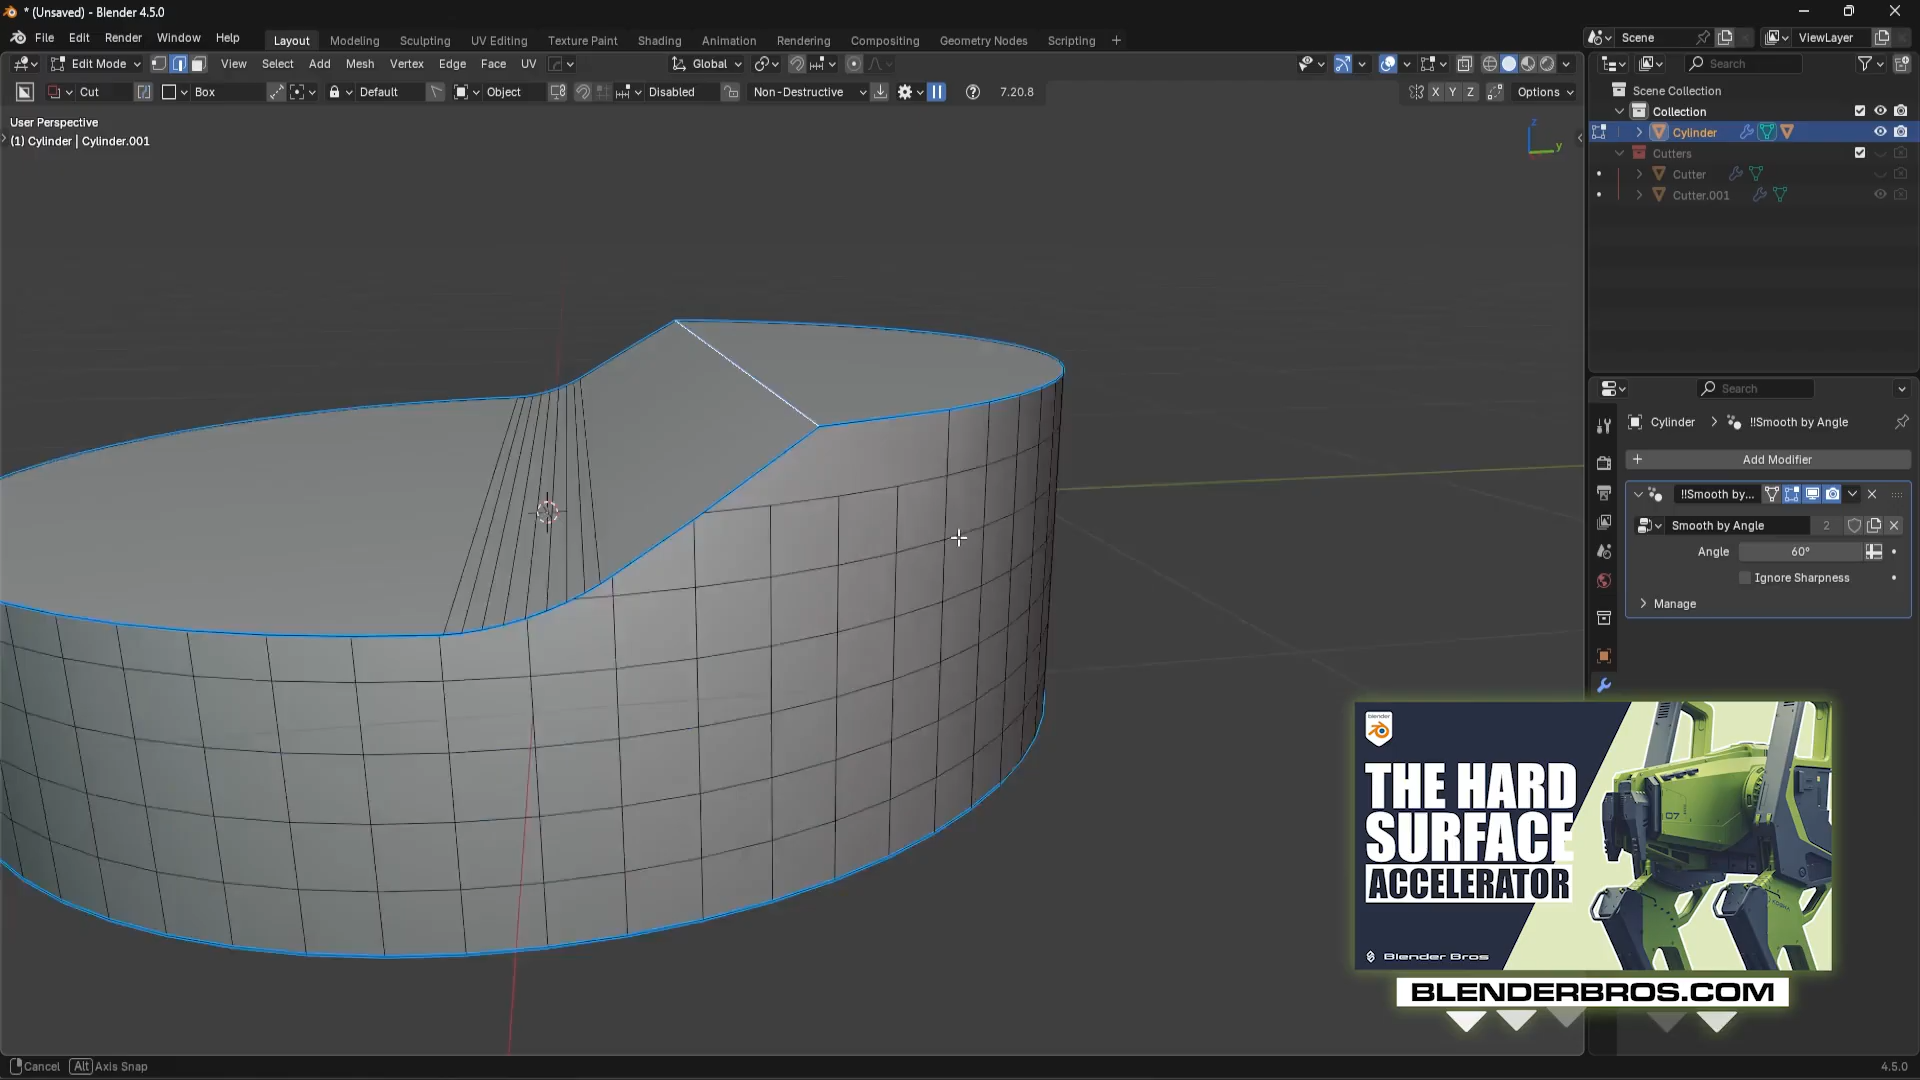 * (Unsaved) - Blender 4.5.0
File Edit Render Window Help
Layout Modeling Sculpting UV Editing Texture Paint Shading Animation Rendering Compositing Geometry Nodes Scripting +
Scene
ViewLayer
Edit Mode View Select Add Mesh Vertex Edge Face UV
Global
Search
Cut Box Default Object Disabled Non-Destructive 7.20.8
X Y Z Options
User Perspective
(1) Cylinder | Cylinder.001
Z
y
Scene Collection
Collection
Cylinder
Cutters
Cutter
Cutter.001
Search
Cylinder > !!Smooth by Angle
+ Add Modifier
!!Smooth by...
Smooth by Angle 2
Angle 60°
Ignore Sharpness
Manage
blender
THE HARD
SURFACE
ACCELERATOR
Blender Bros
07
BLENDERBROS.COM
Cancel Alt Axis Snap
4.5.0